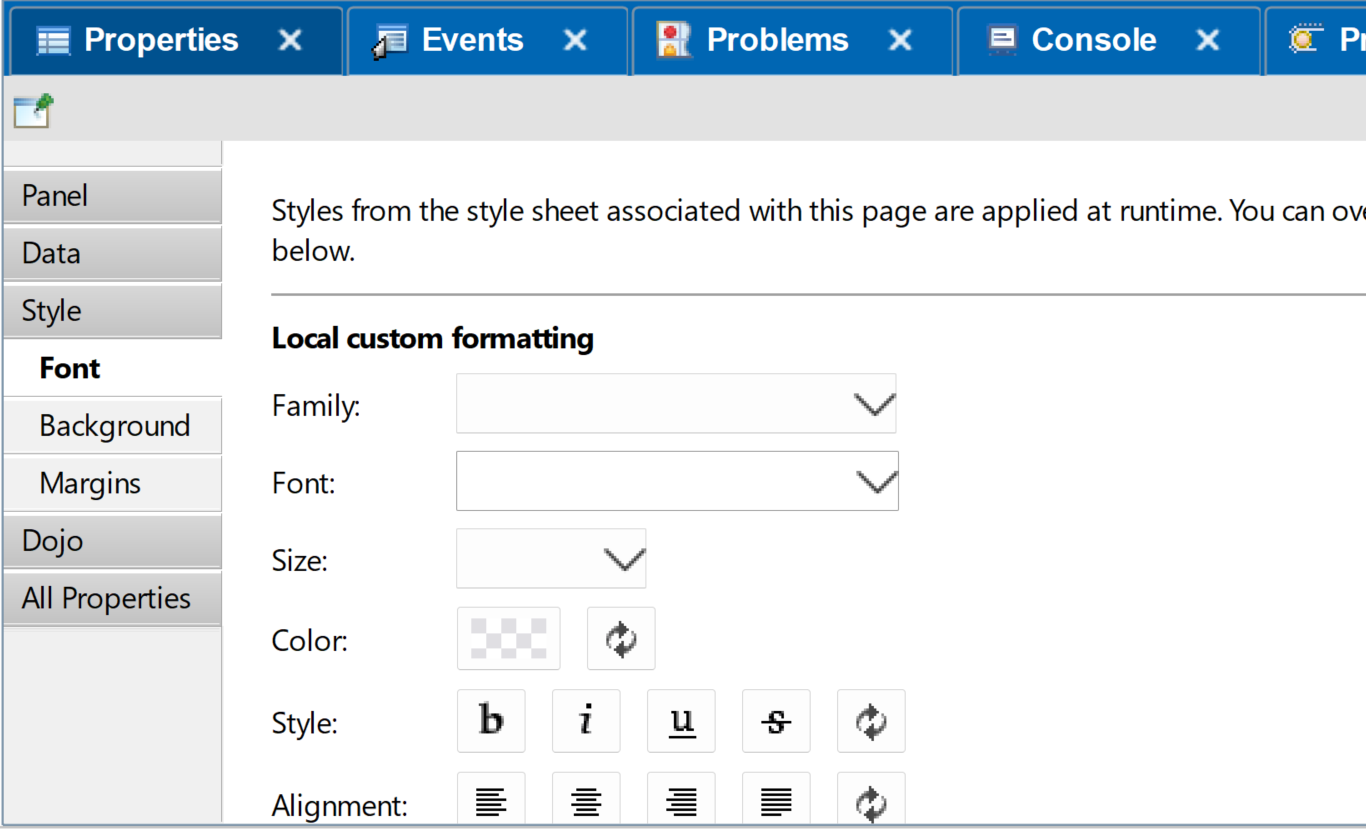 Properties Events Problems Console Pr
Panel
Data
Style
Font
Background
Margins
Dojo
All Properties
Styles from the style sheet associated with this page are applied at runtime. You can ove
below.
Local custom formatting
Family:
Font:
Size:
Color:
Style: b i u s
Alignment: